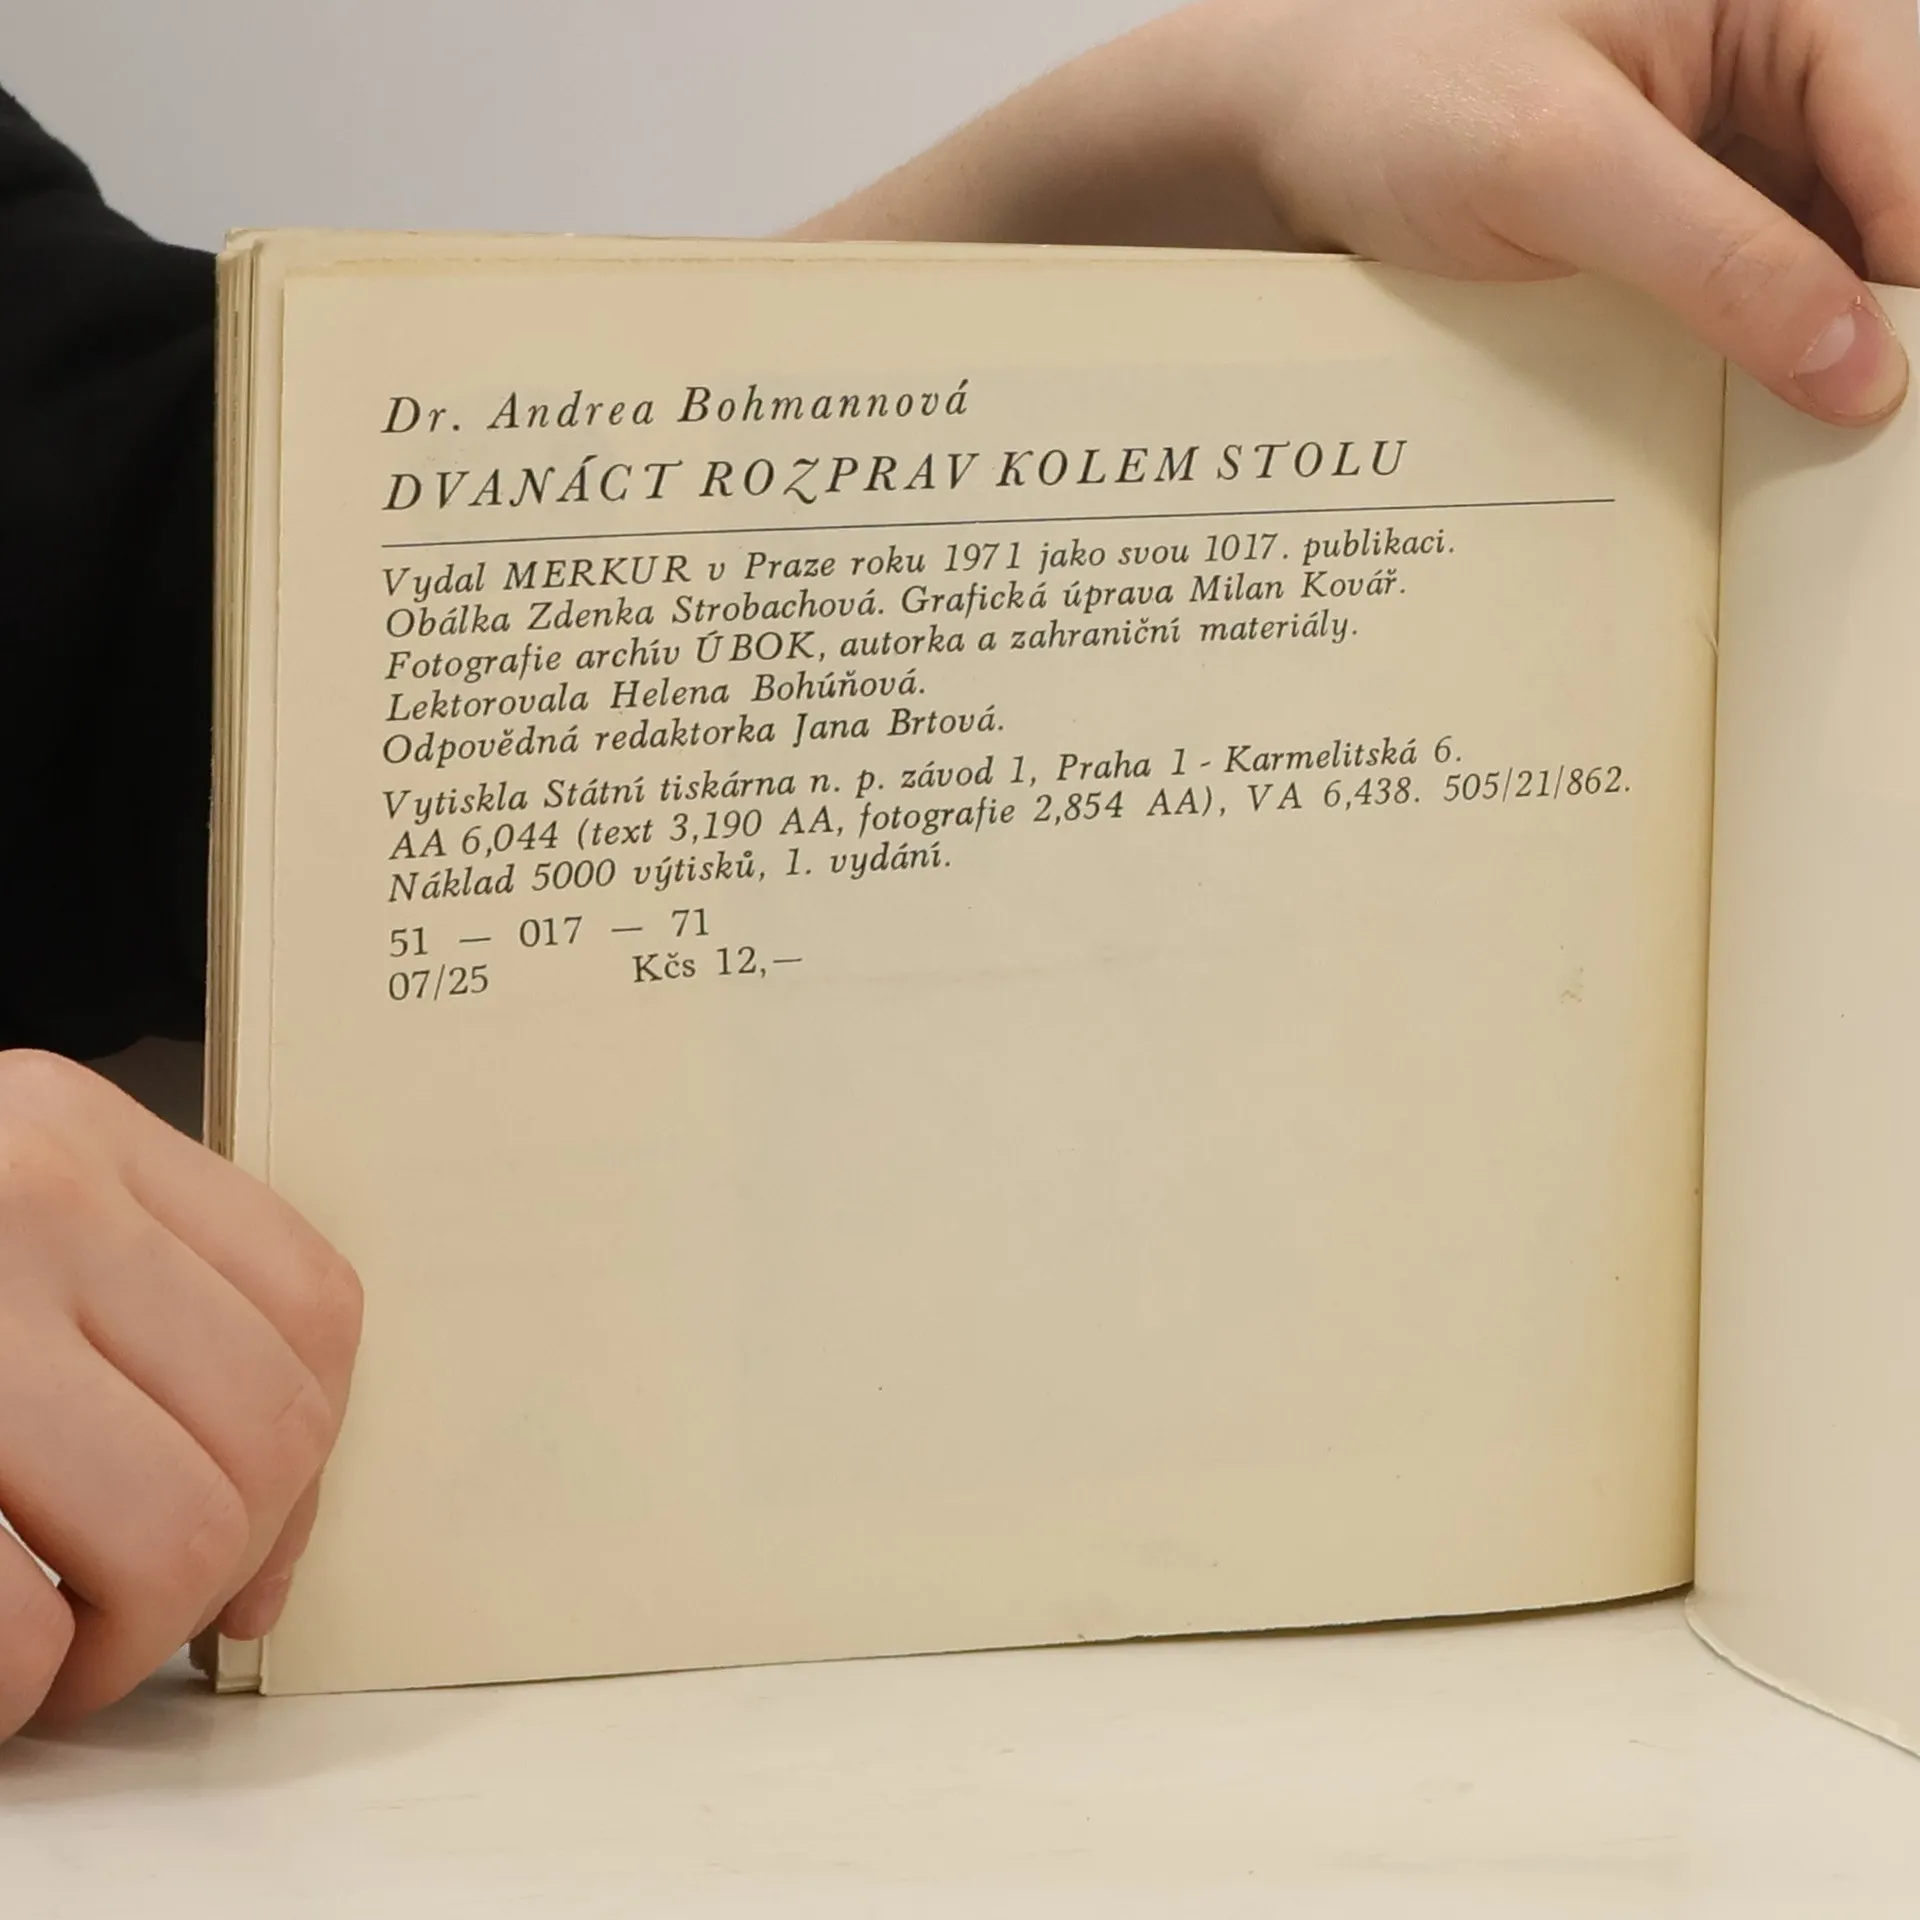 Dr. Andrea Bohmannová
DVANÁCT ROZPRAV KOLEM STOLU
Vydal MERKUR v Praze roku 1971 jako svou 1017. publikaci.
Obálka Zdenka Strobachová. Grafická úprava Milan Kovář.
Fotografie archív ÚBOK, autorka a zahraniční materiály.
Lektorovala Helena Bohúňová.
Odpovědná redaktorka Jana Brtová.
Vytiskla Státní tiskárna n. p. závod 1, Praha 1 - Karmelitská 6.
AA 6,044 (text 3,190 AA, fotografie 2,854 AA), VA 6,438. 505/21/862.
Náklad 5000 výtisků, 1. vydání.
51 — 017 — 71
07/25 Kčs 12,—